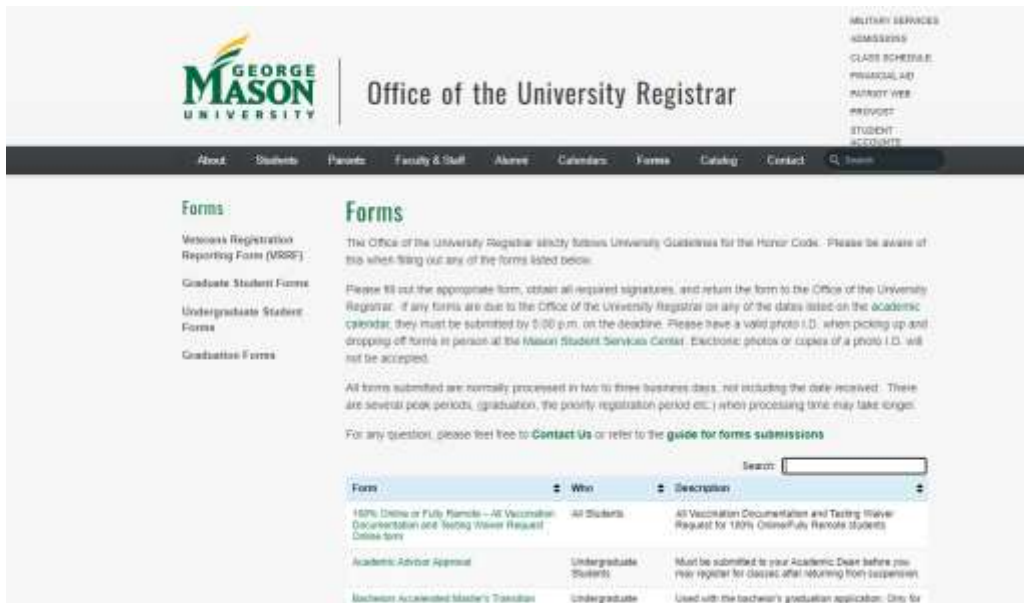 MILITARY SERVICES
ADMISSIONS
CLASS SCHEDULE
FINANCIAL AID
PATRIOT WEB
PROVOST
STUDENT
ACCOUNTS
GEORGE
MASON
UNIVERSITY
Office of the University Registrar
About Students Parents Faculty & Staff Alumni Calendars Forms Catalog Contact Search
Forms
Veterans Registration
Reporting Form (VRRF)
Graduate Student Forms
Undergraduate Student
Forms
Graduation Forms
Forms
The Office of the University Registrar strictly follows University Guidelines for the Honor Code. Please be aware of
this when filling out any of the forms listed below.
Please fill out the appropriate form, obtain all required signatures, and return the form to the Office of the University
Registrar. If any forms are due to the Office of the University Registrar on any of the dates listed on the academic
calendar, they must be submitted by 5:00 p.m. on the deadline. Please have a valid photo I.D. when picking up and
dropping off forms in person at the Mason Student Services Center. Electronic photos or copies of a photo I.D. will
not be accepted.
All forms submitted are normally processed in two to three business days, not including the date received. There
are several peak periods, (graduation, the priority registration period etc.) when processing time may take longer.
For any question, please feel free to Contact Us or refer to the guide for forms submissions
Search:
Form Who Description
100% Online or Fully Remote – All Vaccination All Students All Vaccination Documentation and Testing Waiver
Documentation and Testing Waiver Request Request for 100% Online/Fully Remote students
Online form
Academic Advisor Approval Undergraduate Must be submitted to your Academic Dean before you
Students may register for classes after returning from suspension.
Bachelors Accelerated Master's Transition Undergraduate Used with the bachelor's graduation application. Only for